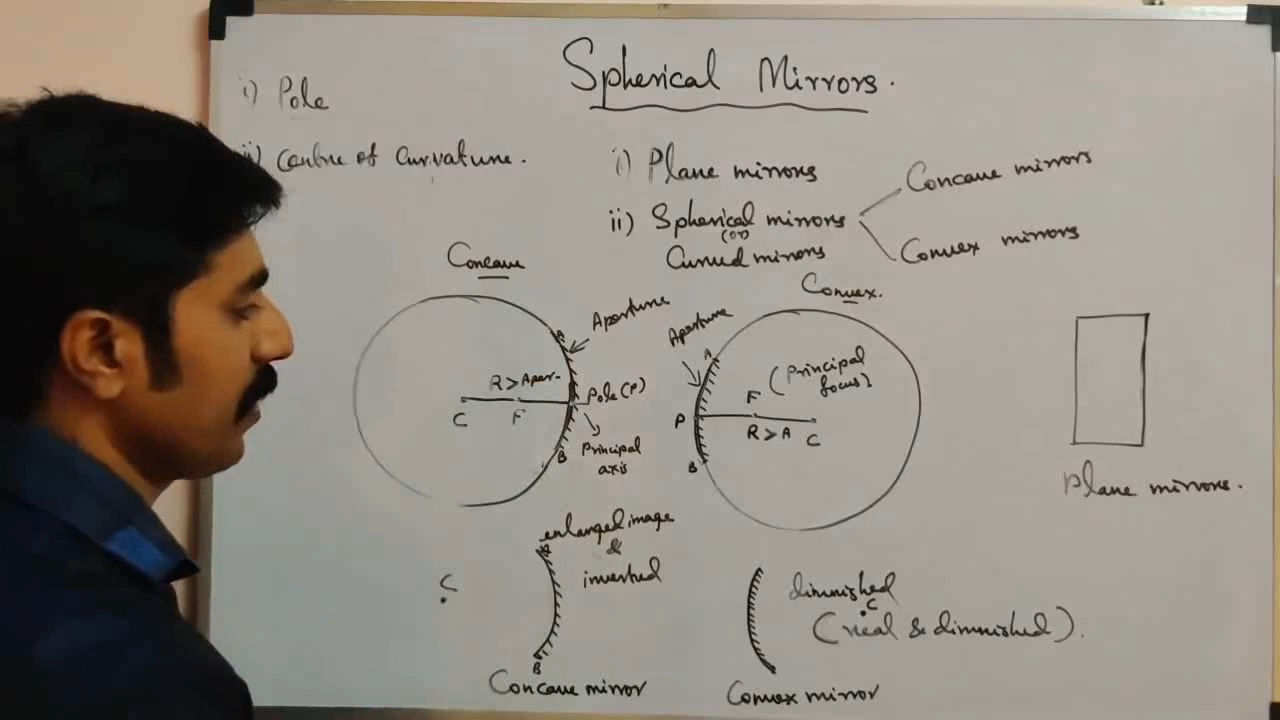 Spherical Mirrors.
i) Pole
ii) Centre of Curvature.
i) Plane mirrors
ii) Spherical mirrors
(or)
Curved mirrors
Concave mirrors
Convex mirrors
Concave
A
Aperture
R > Aper-
Pole (P)
C
F
Principal
axis
B
Convex.
Aperture
A
(Principal
focus)
F
P
R > A
C
B
Plane mirrors.
enlarged image
&
inverted
A
C
B
Concave mirror
diminished
C
(real & diminished).
Convex mirror